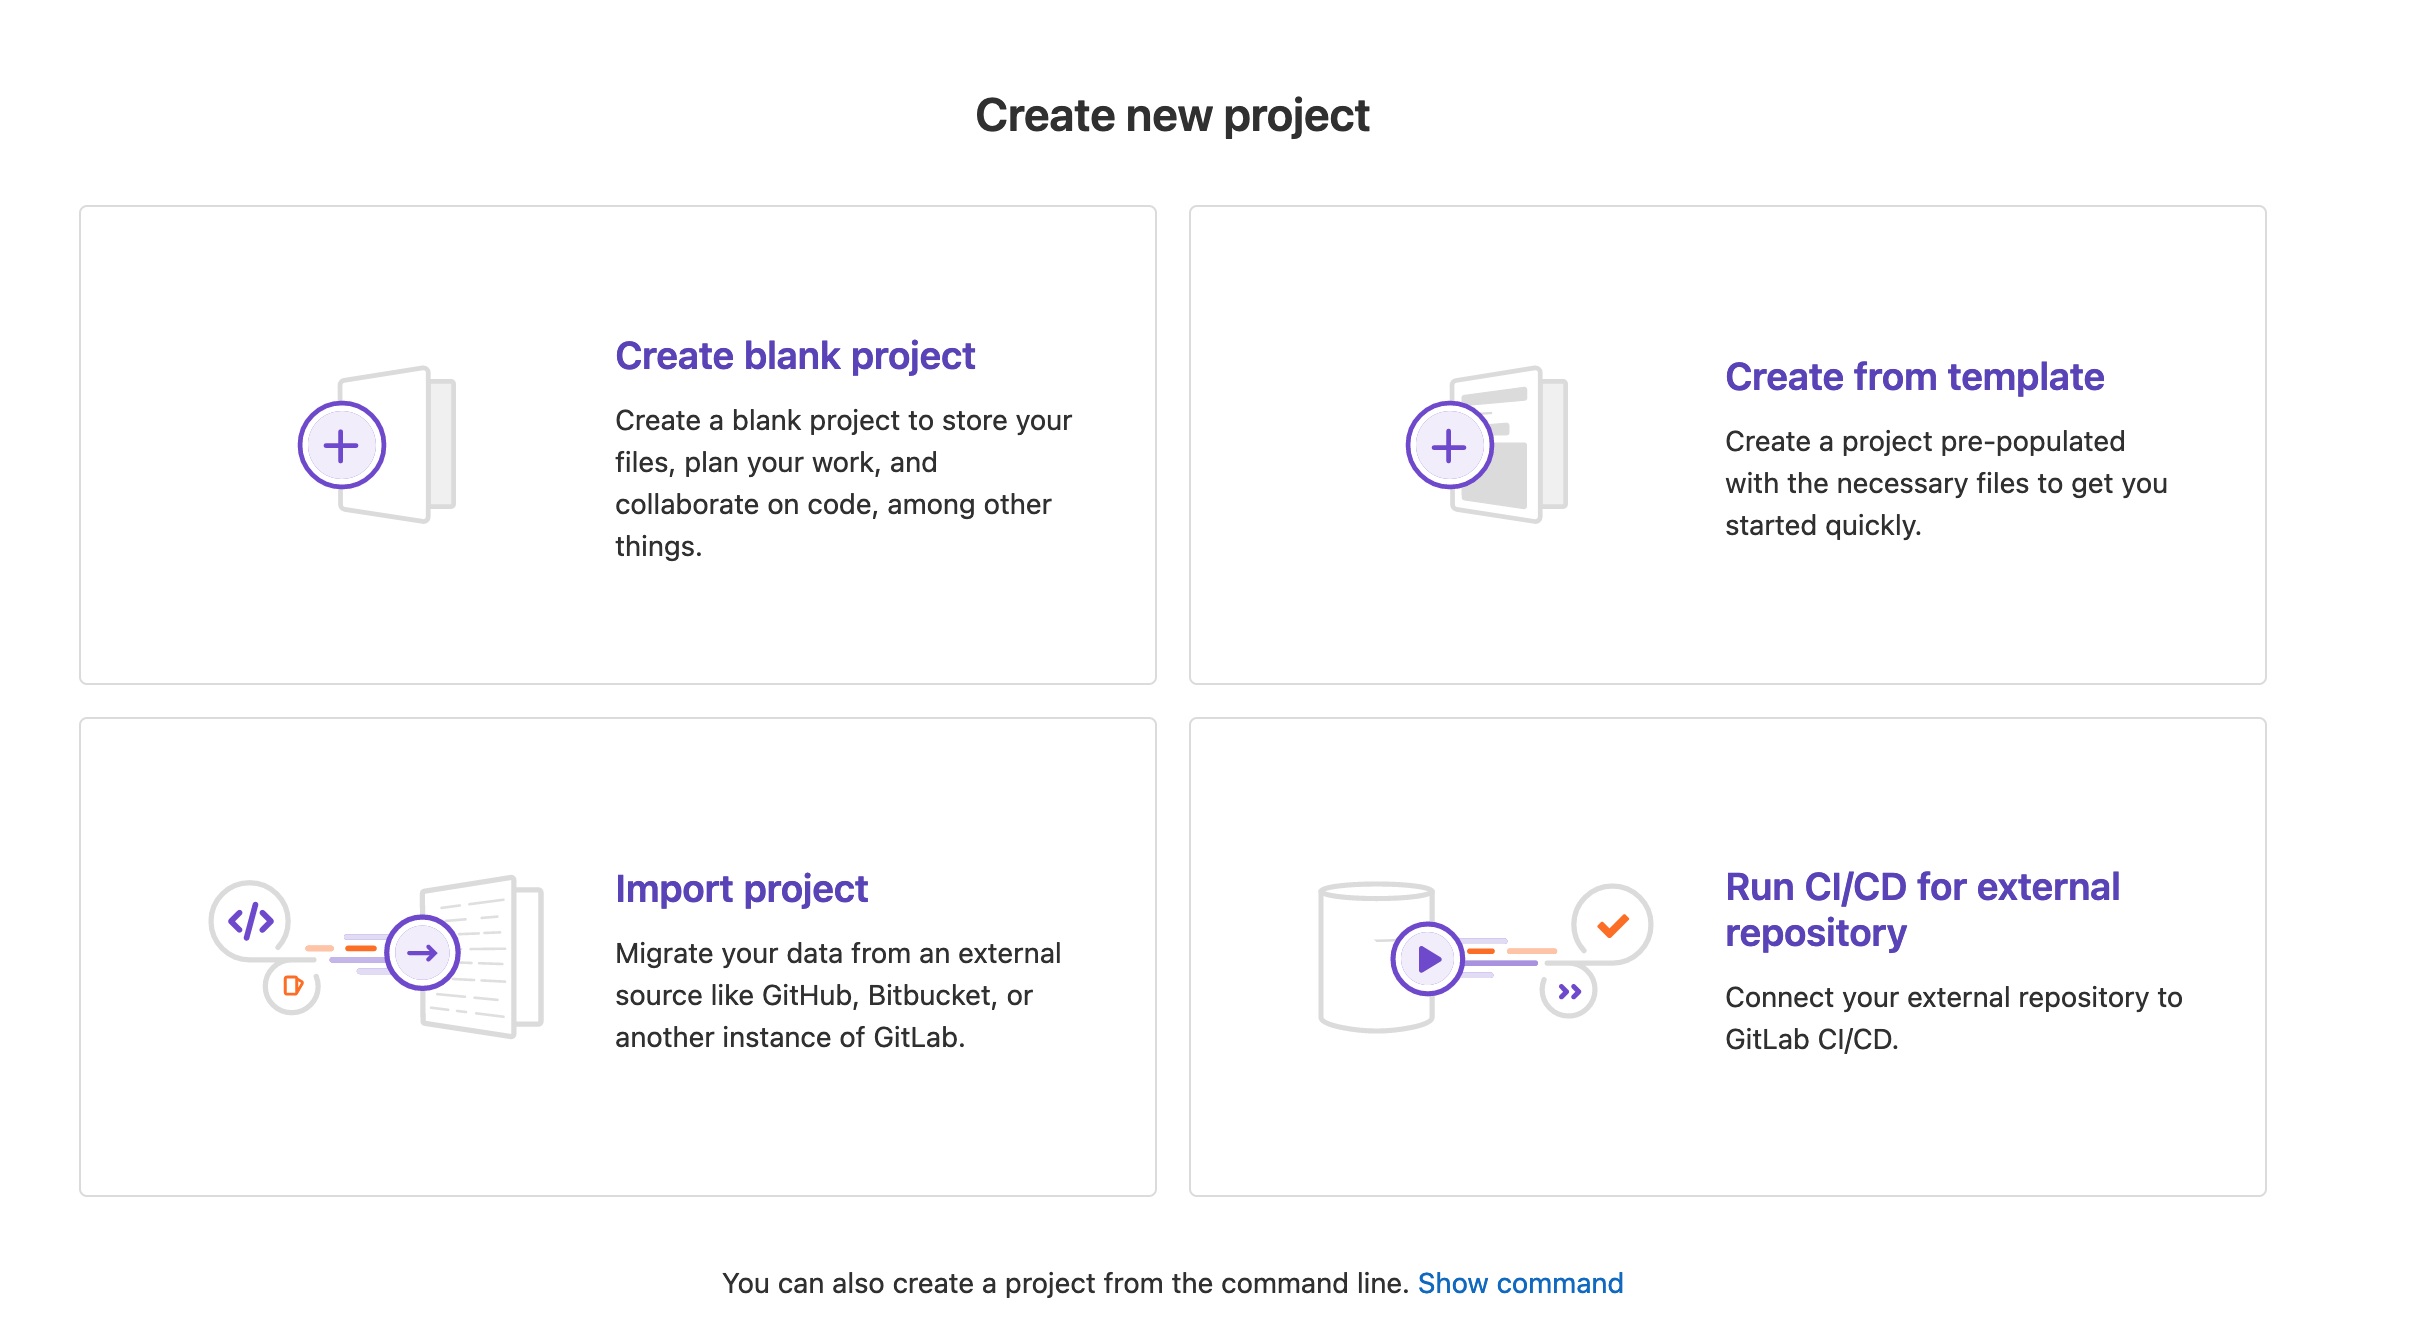 Create new project
Create blank project
Create a blank project to store your
files, plan your work, and
collaborate on code, among other
things.
Create from template
Create a project pre-populated
with the necessary files to get you
started quickly.
Import project
Migrate your data from an external
source like GitHub, Bitbucket, or
another instance of GitLab.
Run CI/CD for external
repository
Connect your external repository to
GitLab CI/CD.
You can also create a project from the command line. Show command